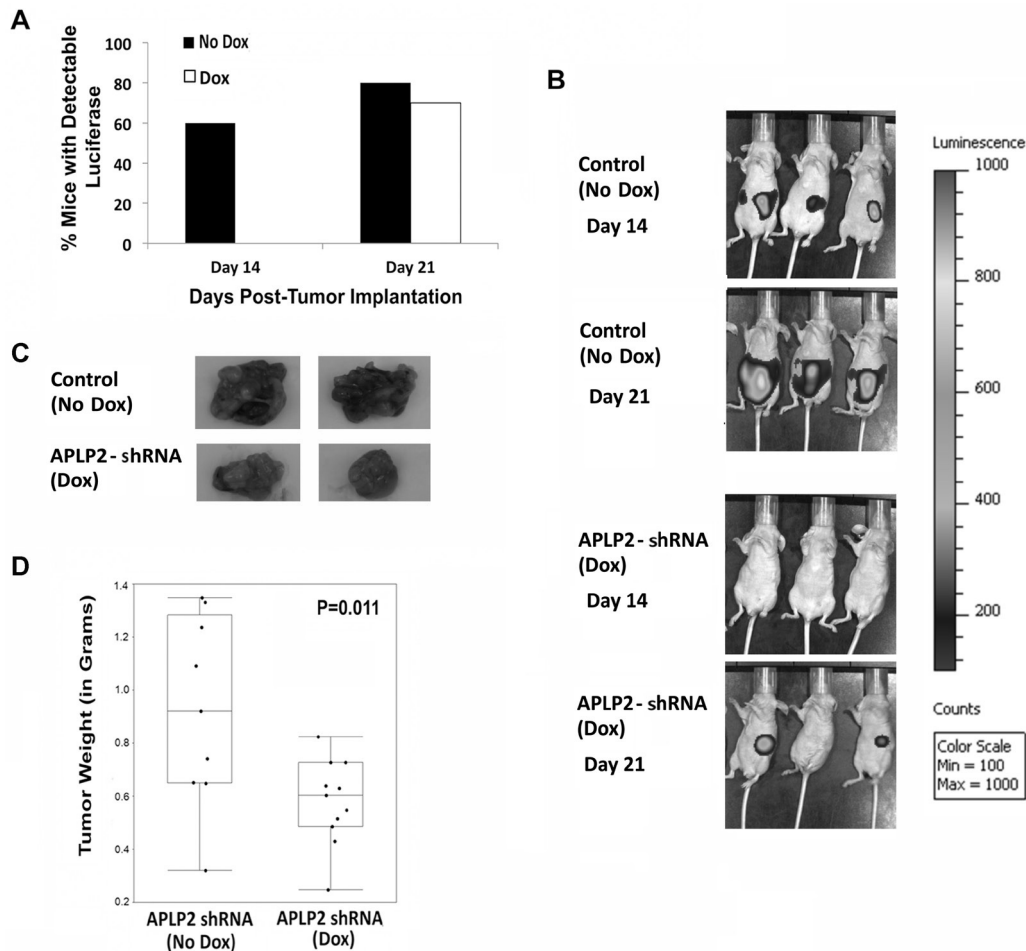 A
100
80
60
40
20
0
% Mice with Detectable
Luciferase
No Dox
Dox
Day 14
Day 21
Days Post-Tumor Implantation
B
Control
(No Dox)
Day 14
Control
(No Dox)
Day 21
APLP2 - shRNA
(Dox)
Day 14
APLP2 - shRNA
(Dox)
Day 21
Luminescence
1000
800
600
400
200
Counts
Color Scale
Min = 100
Max = 1000
C
Control
(No Dox)
APLP2 - shRNA
(Dox)
D
Tumor Weight (in Grams)
1.4
1.2
1.0
0.8
0.6
0.4
0.2
P=0.011
APLP2 shRNA
(No Dox)
APLP2 shRNA
(Dox)